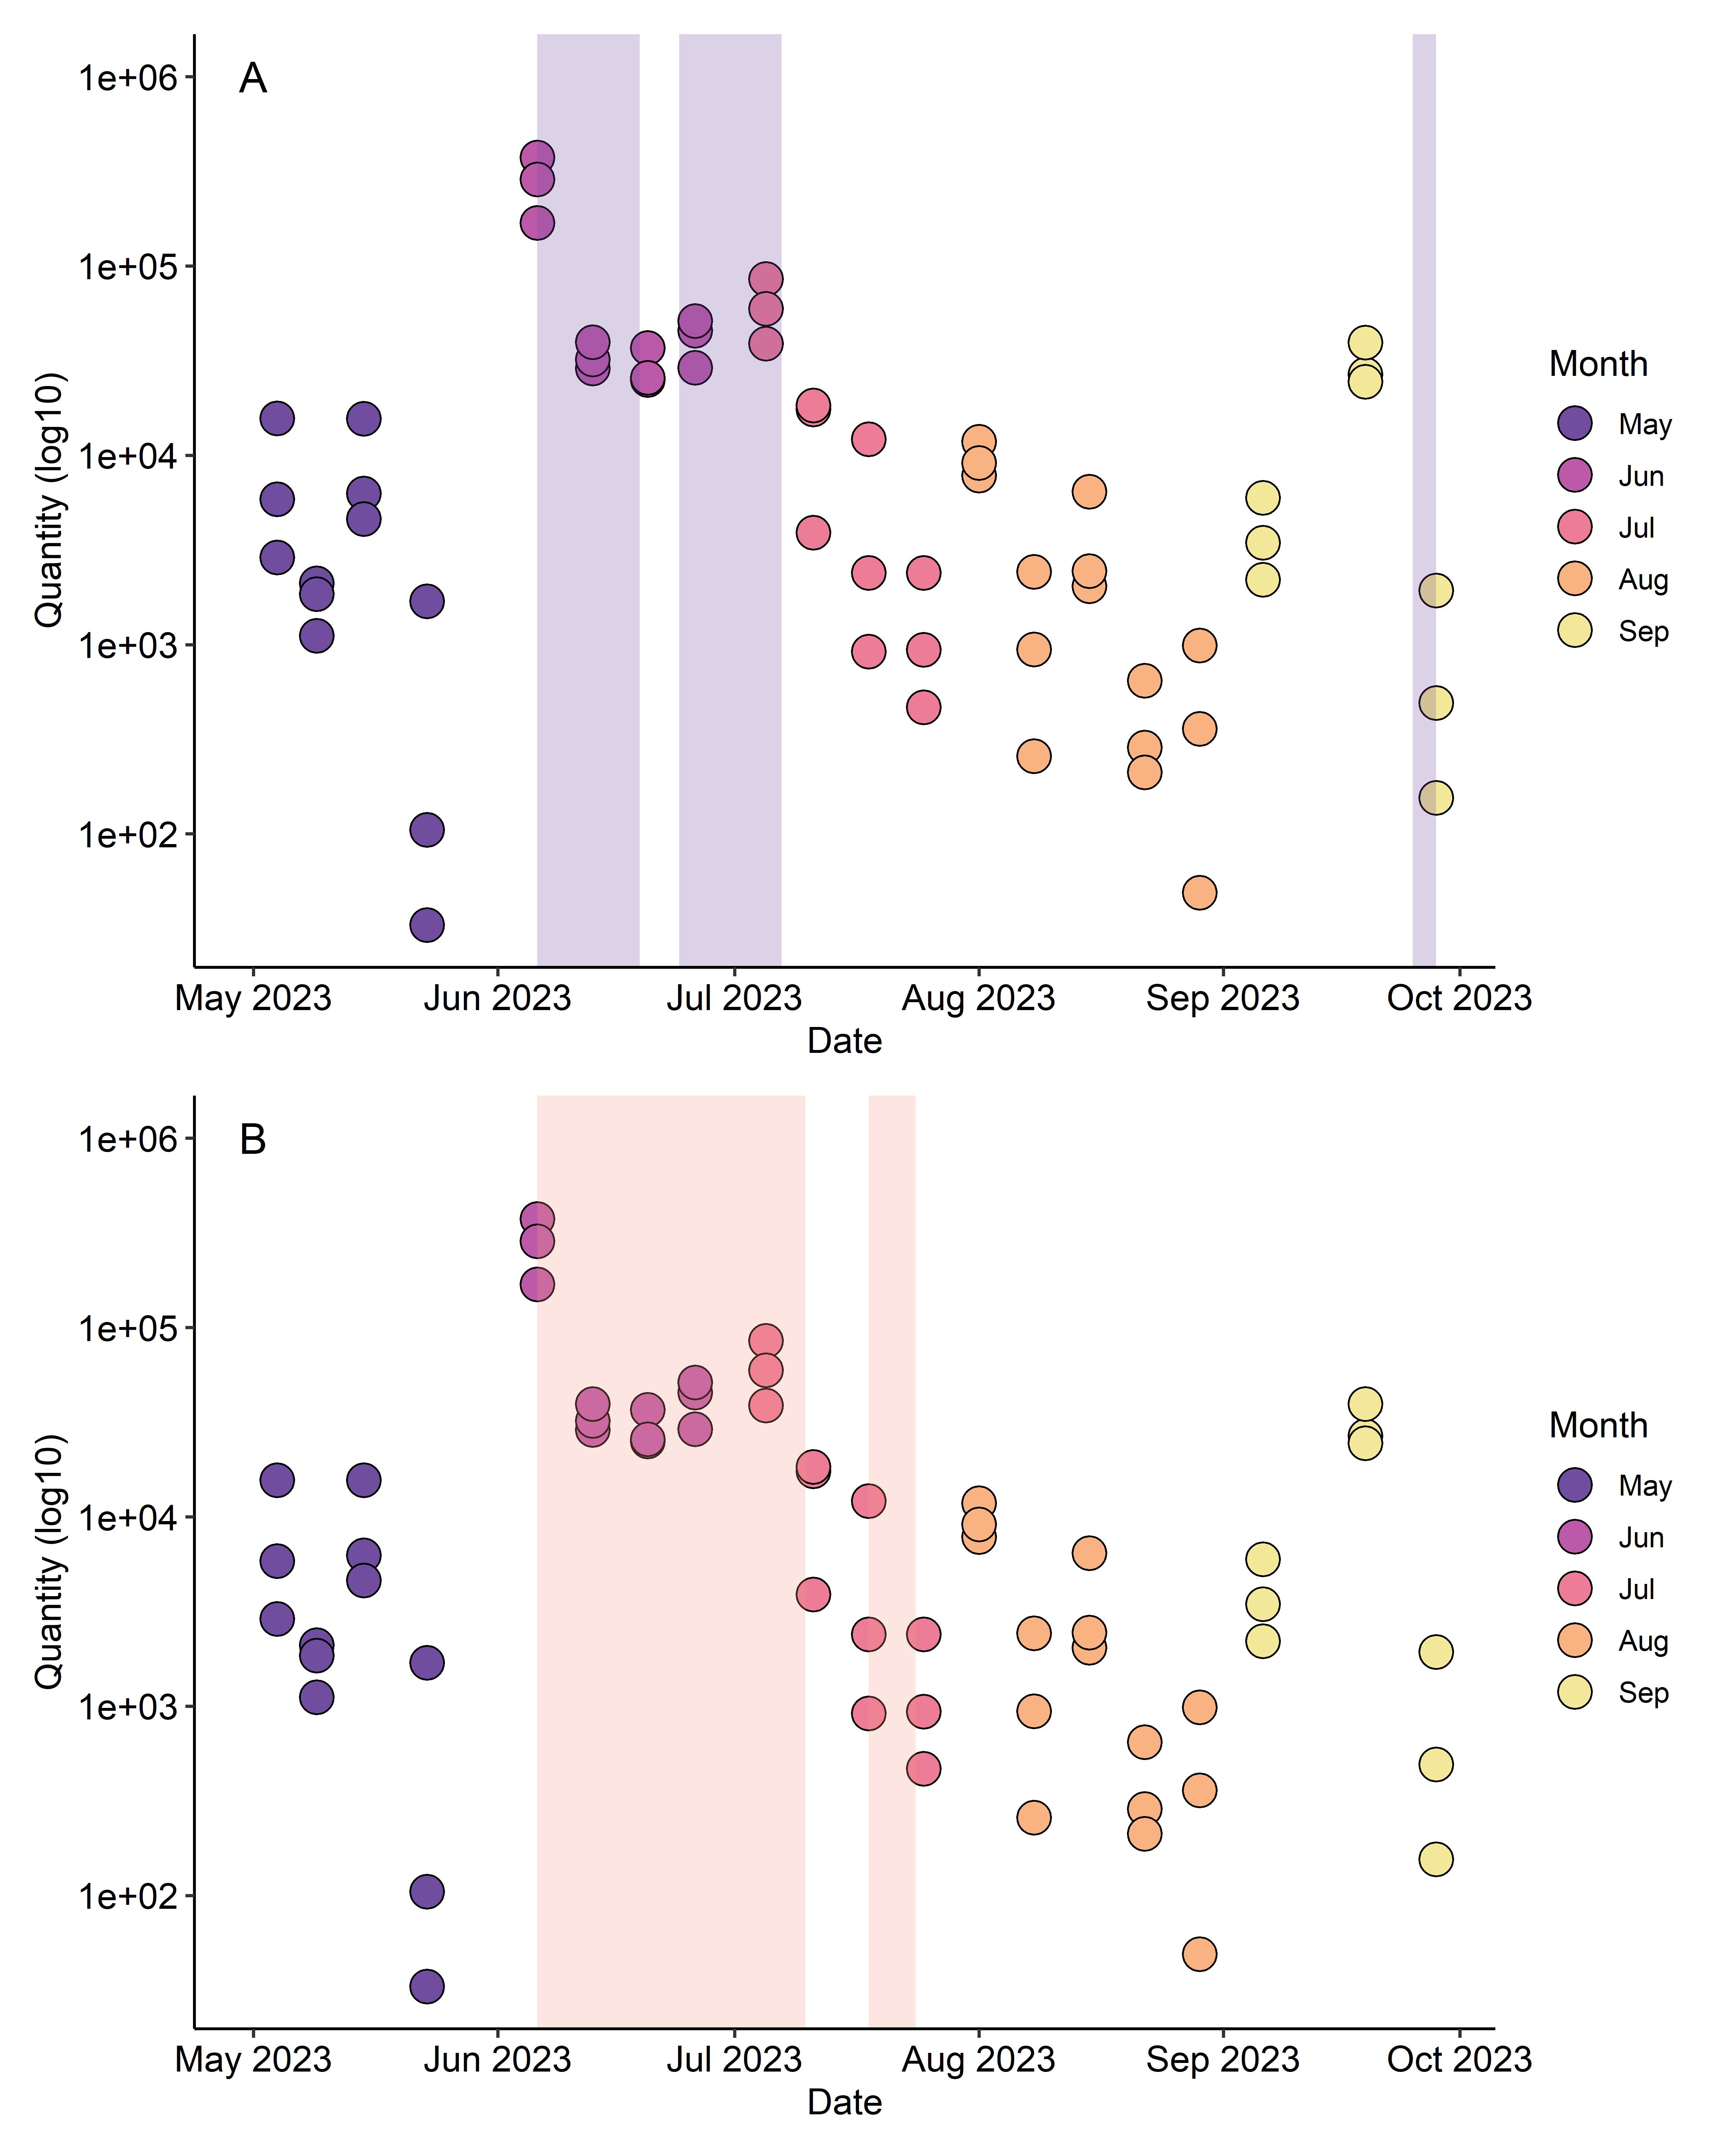 A
1e+06
1e+05
1e+04
1e+03
1e+02
Quantity (log10)
May 2023 Jun 2023 Jul 2023 Aug 2023 Sep 2023 Oct 2023
Date
Month
May
Jun
Jul
Aug
Sep
B
1e+06
1e+05
1e+04
1e+03
1e+02
Quantity (log10)
May 2023 Jun 2023 Jul 2023 Aug 2023 Sep 2023 Oct 2023
Date
Month
May
Jun
Jul
Aug
Sep